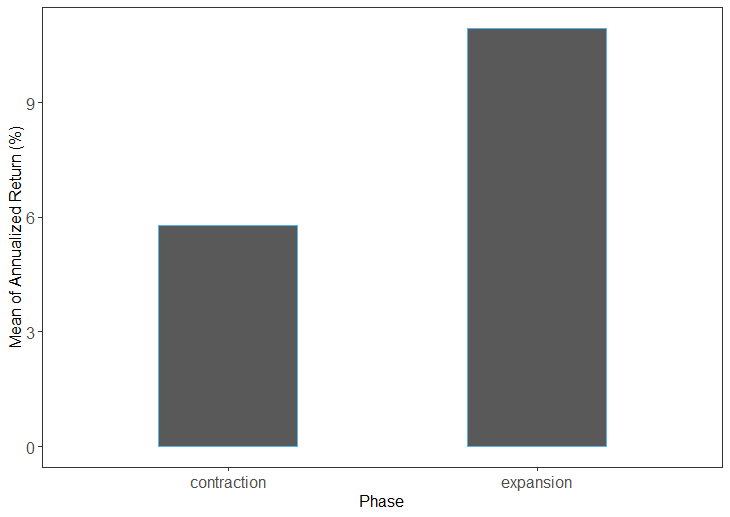 Mean of Annualized Return (%)
9
6
3
0
contraction expansion
Phase